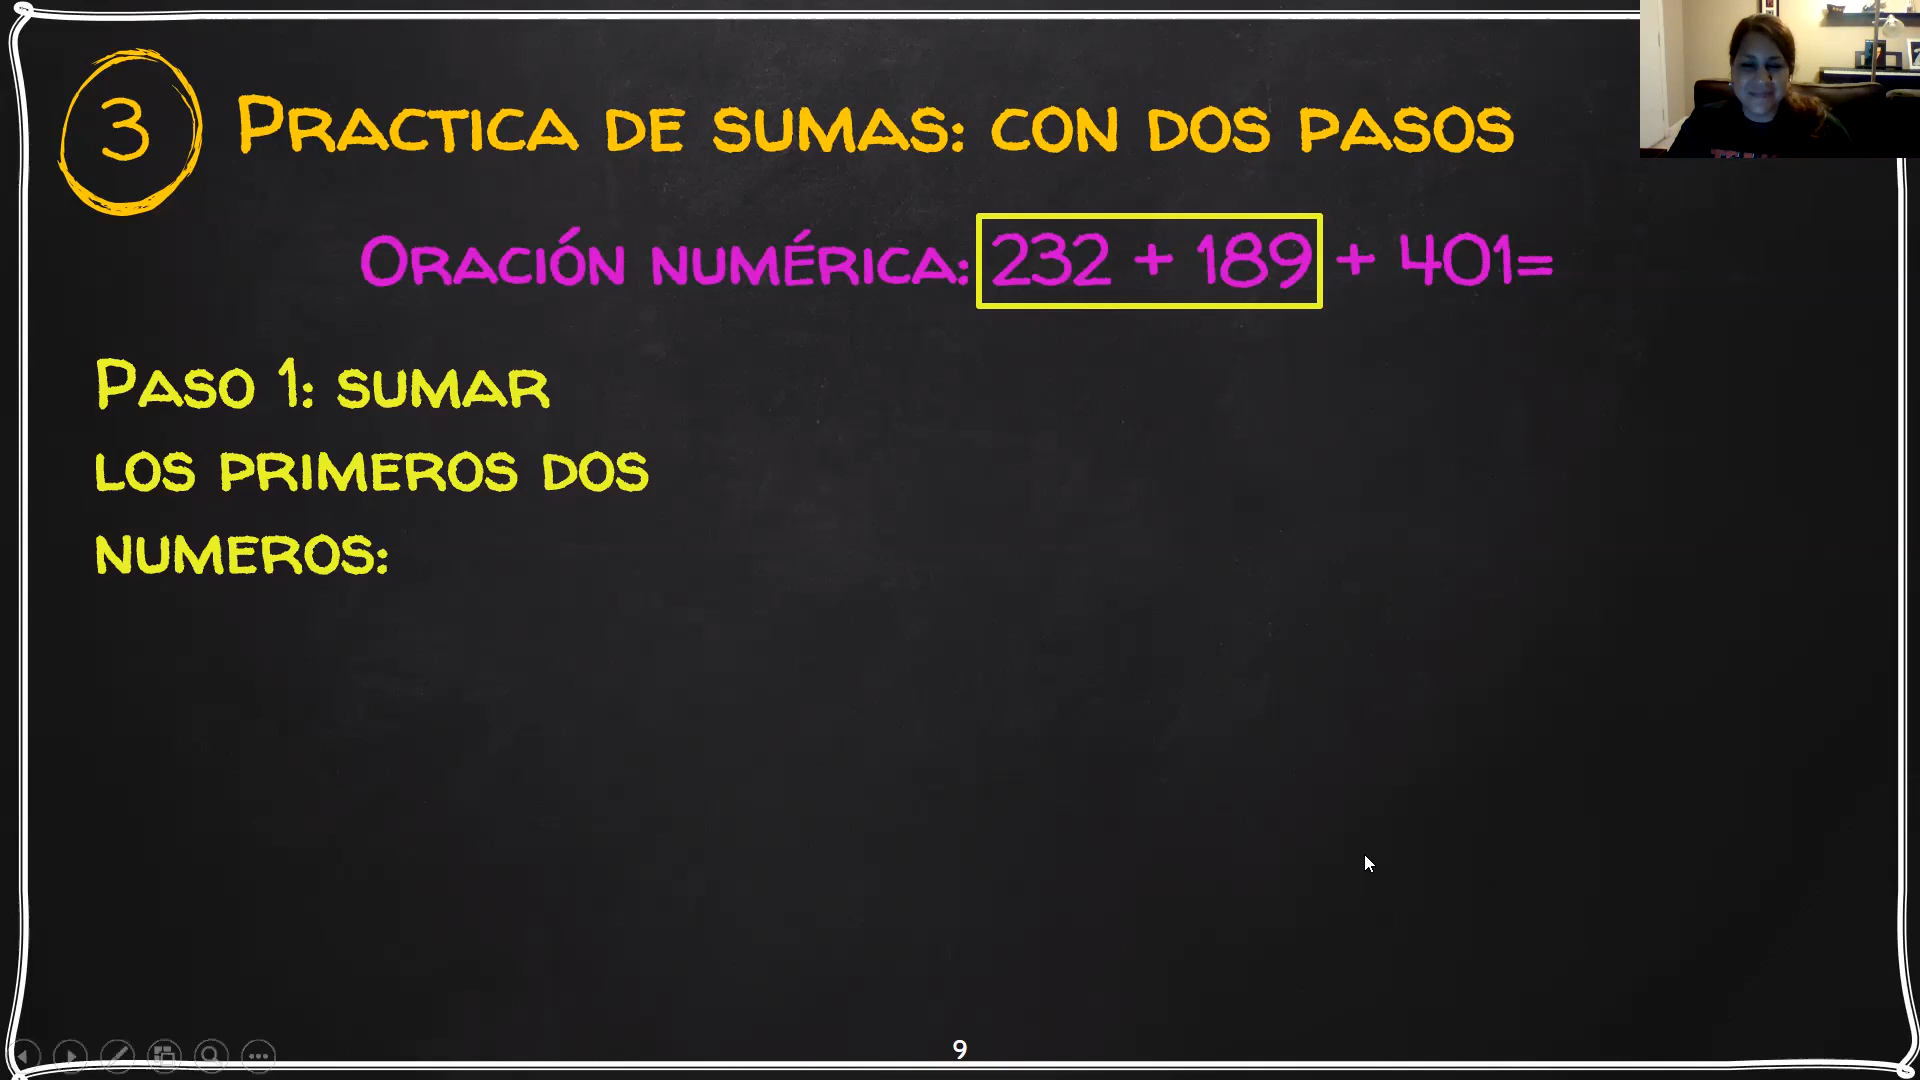 3 Practica de sumas: con dos pasos
Oración numérica: 232 + 189 + 401=
Paso 1: sumar
los primeros dos
numeros:
9